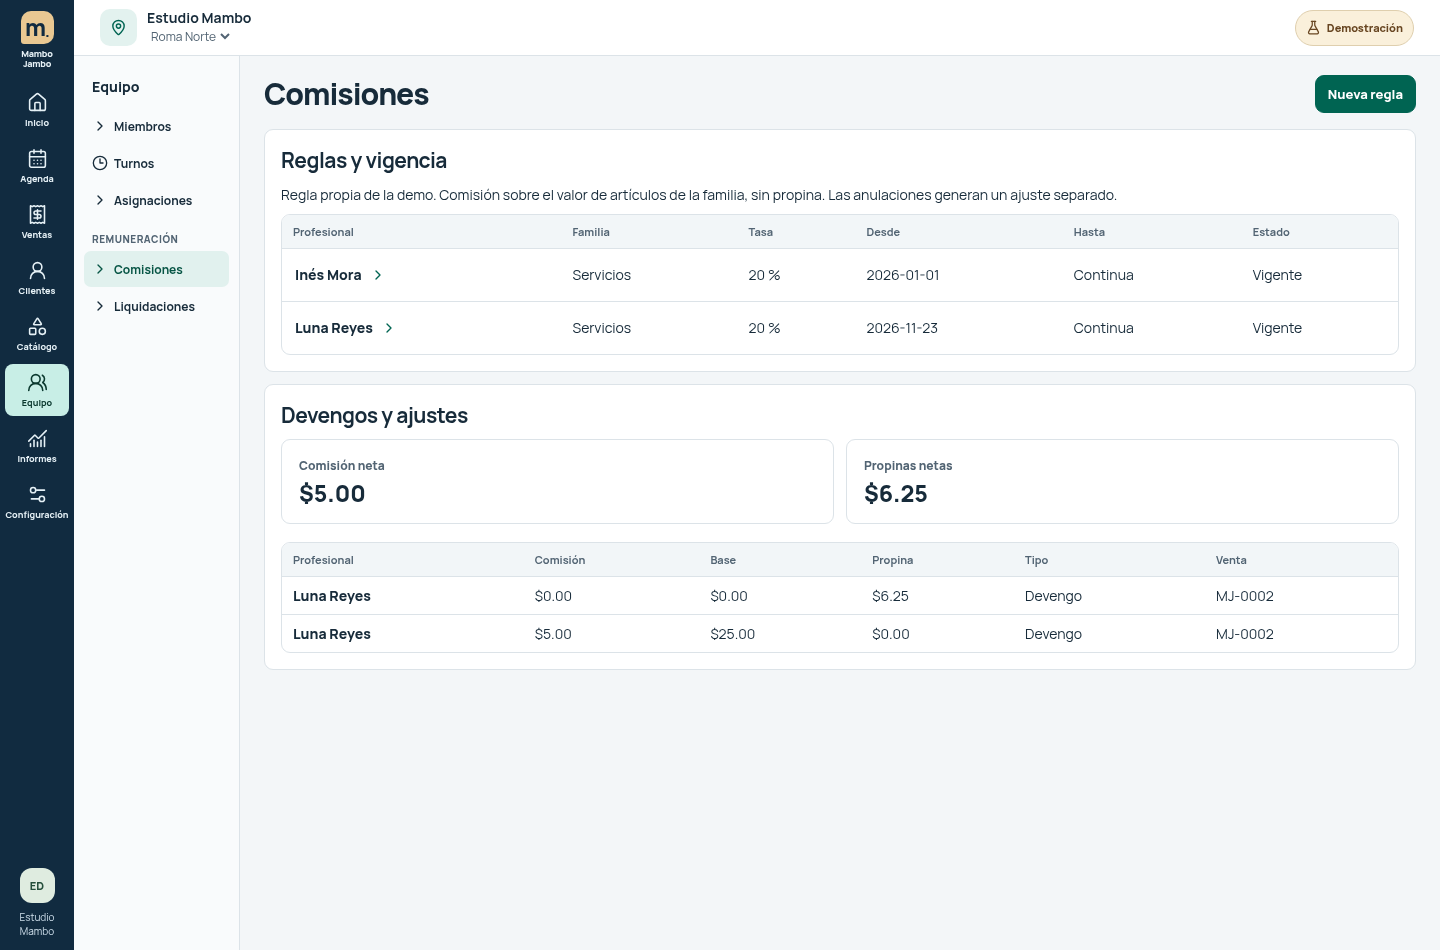 m.
Mambo
Jambo
Inicio
Agenda
Ventas
Clientes
Catálogo
Equipo
Informes
Configuración
ED
Estudio
Mambo
Estudio Mambo
Roma Norte
Demostración
Equipo
Miembros
Turnos
Asignaciones
REMUNERACIÓN
Comisiones
Liquidaciones
Comisiones
Nueva regla
Reglas y vigencia
Regla propia de la demo. Comisión sobre el valor de artículos de la familia, sin propina. Las anulaciones generan un ajuste separado.
Profesional Familia Tasa Desde Hasta Estado
Inés Mora Servicios 20 % 2026-01-01 Continua Vigente
Luna Reyes Servicios 20 % 2026-11-23 Continua Vigente
Devengos y ajustes
Comisión neta
$5.00
Propinas netas
$6.25
Profesional Comisión Base Propina Tipo Venta
Luna Reyes $0.00 $0.00 $6.25 Devengo MJ-0002
Luna Reyes $5.00 $25.00 $0.00 Devengo MJ-0002